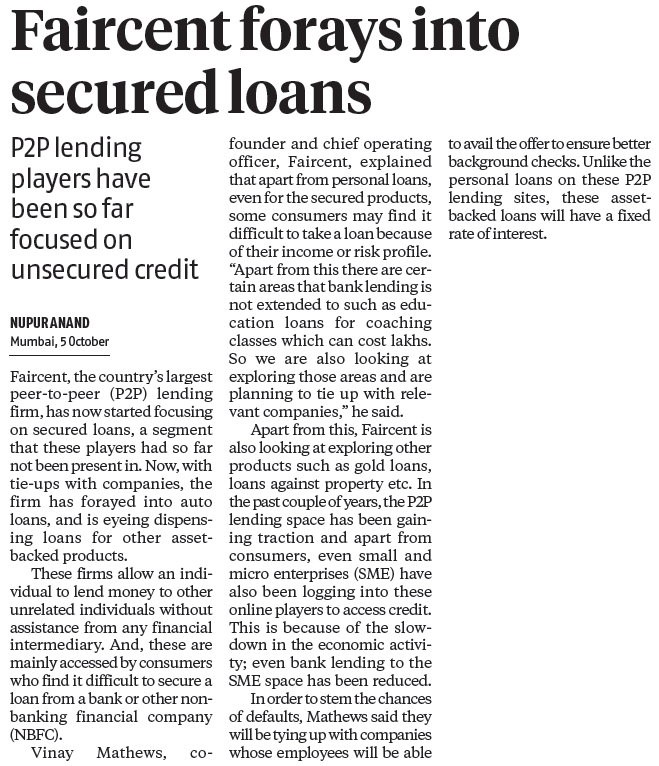 Faircent forays into
secured loans
P2P lending
players have
been so far
focused on
unsecured credit
NUPUR ANAND
Mumbai, 5 October
Faircent, the country's largest
peer-to-peer (P2P) lending
firm, has now started focusing
on secured loans, a segment
that these players had so far
not been present in. Now, with
tie-ups with companies, the
firm has forayed into auto
loans, and is eyeing dispens-
ing loans for other asset-
backed products.
These firms allow an indi-
vidual to lend money to other
unrelated individuals without
assistance from any financial
intermediary. And, these are
mainly accessed by consumers
who find it difficult to secure a
loan from a bank or other non-
banking financial company
(NBFC).
Vinay Mathews, co-
founder and chief operating
officer, Faircent, explained
that apart from personal loans,
even for the secured products,
some consumers may find it
difficult to take a loan because
of their income or risk profile.
"Apart from this there are cer-
tain areas that bank lending is
not extended to such as edu-
cation loans for coaching
classes which can cost lakhs.
So we are also looking at
exploring those areas and are
planning to tie up with rele-
vant companies," he said.
Apart from this, Faircent is
also looking at exploring other
products such as gold loans,
loans against property etc. In
the past couple of years, the P2P
lending space has been gain-
ing traction and apart from
consumers, even small and
micro enterprises (SME) have
also been logging into these
online players to access credit.
This is because of the slow-
down in the economic activi-
ty; even bank lending to the
SME space has been reduced.
In order to stem the chances
of defaults, Mathews said they
will be tying up with companies
whose employees will be able
to avail the offer to ensure better
background checks. Unlike the
personal loans on these P2P
lending sites, these asset-
backed loans will have a fixed
rate of interest.